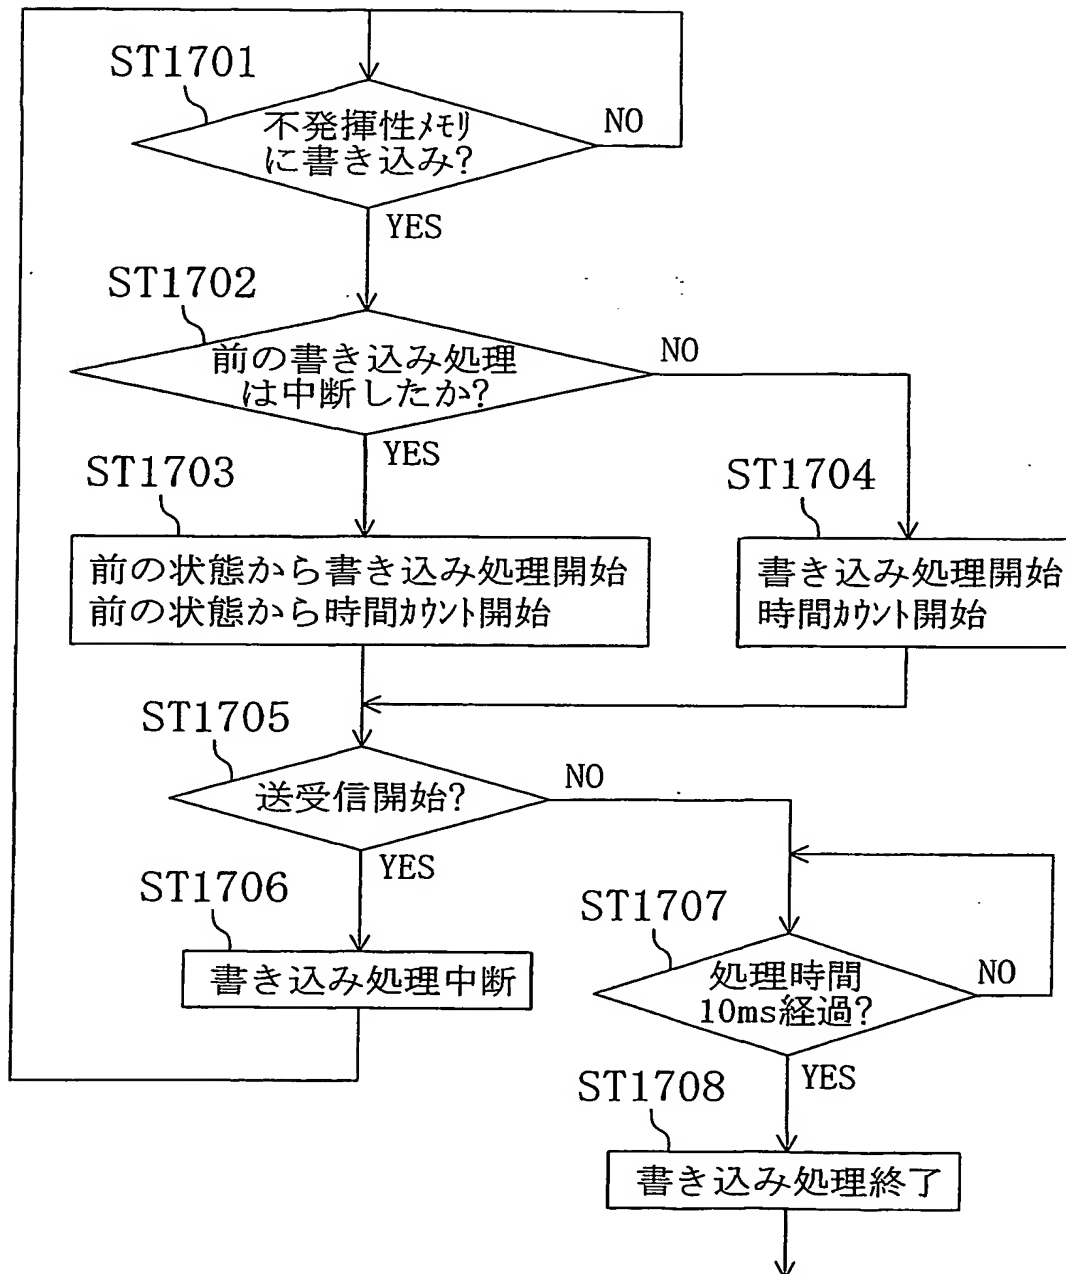 ST1701
不発揮性ﾒﾓﾘ
に書き込み?
NO
YES
ST1702
前の書き込み処理
は中断したか?
NO
YES
ST1703
ST1704
前の状態から書き込み処理開始
前の状態から時間ｶｳﾝﾄ開始
書き込み処理開始
時間ｶｳﾝﾄ開始
ST1705
送受信開始?
NO
YES
ST1706
書き込み処理中断
ST1707
処理時間
10ms経過?
NO
YES
ST1708
書き込み処理終了